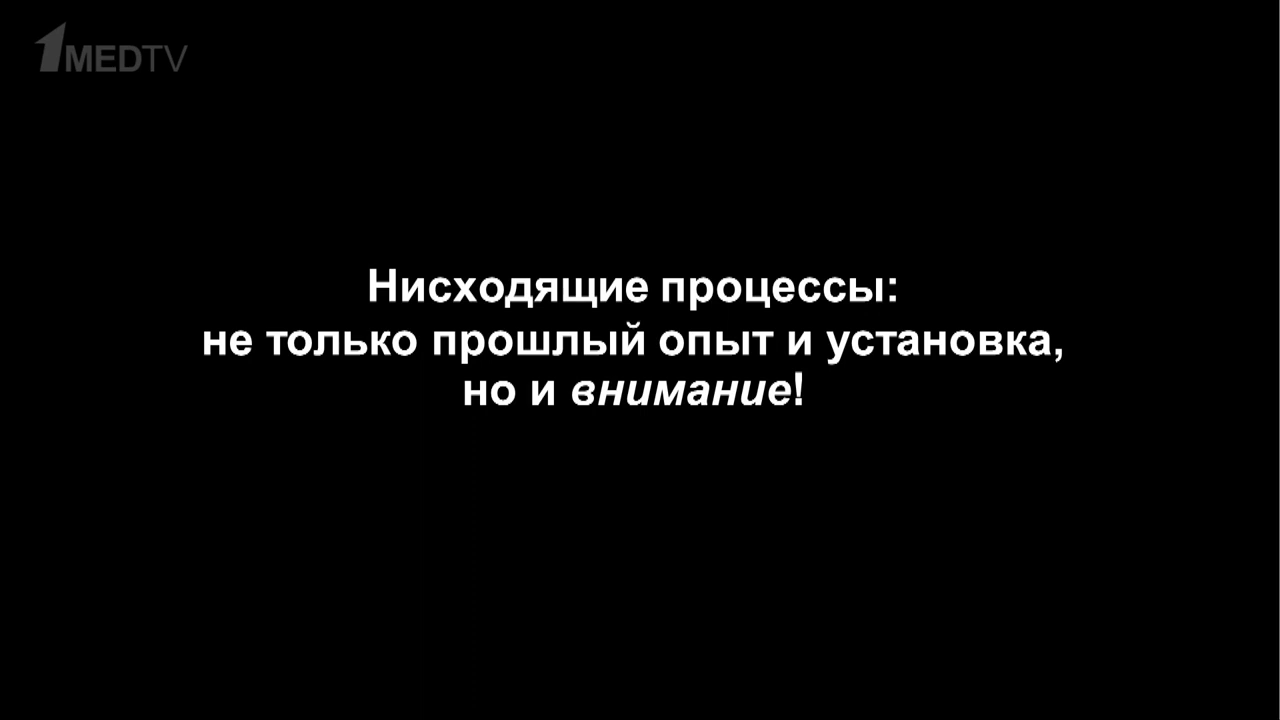 1MEDTV
Нисходящие процессы:
не только прошлый опыт и установка,
но и внимание!